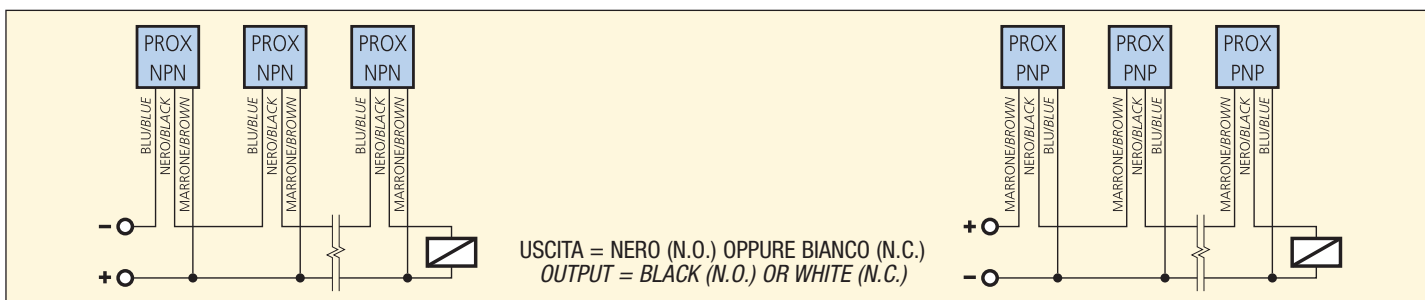 PROX
NPN
PROX
NPN
PROX
NPN
PROX
PNP
PROX
PNP
PROX
PNP
BLU/BLUE
NERO/BLACK
MARRONE/BROWN
BLU/BLUE
NERO/BLACK
MARRONE/BROWN
BLU/BLUE
NERO/BLACK
MARRONE/BROWN
MARRONE/BROWN
NERO/BLACK
BLU/BLUE
MARRONE/BROWN
NERO/BLACK
BLU/BLUE
MARRONE/BROWN
NERO/BLACK
BLU/BLUE
-
+
+
-
USCITA = NERO (N.O.) OPPURE BIANCO (N.C.)
OUTPUT = BLACK (N.O.) OR WHITE (N.C.)